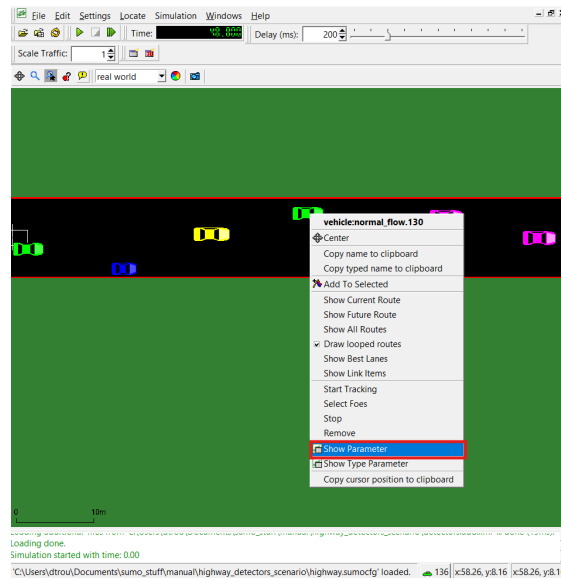 File Edit Settings Locate Simulation Windows Help
Time: Delay (ms): 200
Scale Traffic: 1
real world
vehicle:normal_flow.130
Center
Copy name to clipboard
Copy typed name to clipboard
Add To Selected
Show Current Route
Show Future Route
Show All Routes
Draw looped routes
Show Best Lanes
Show Link Items
Start Tracking
Select Foes
Stop
Remove
Show Parameter
Show Type Parameter
Copy cursor position to clipboard
0 10m
Loading done.
Simulation started with time: 0.00
'C:\Users\dtrou\Documents\sumo_stuff\manual\highway_detectors_scenario\highway.sumocfg' loaded. 136 x:58.26, y:8.16 x:58.26, y:8.1